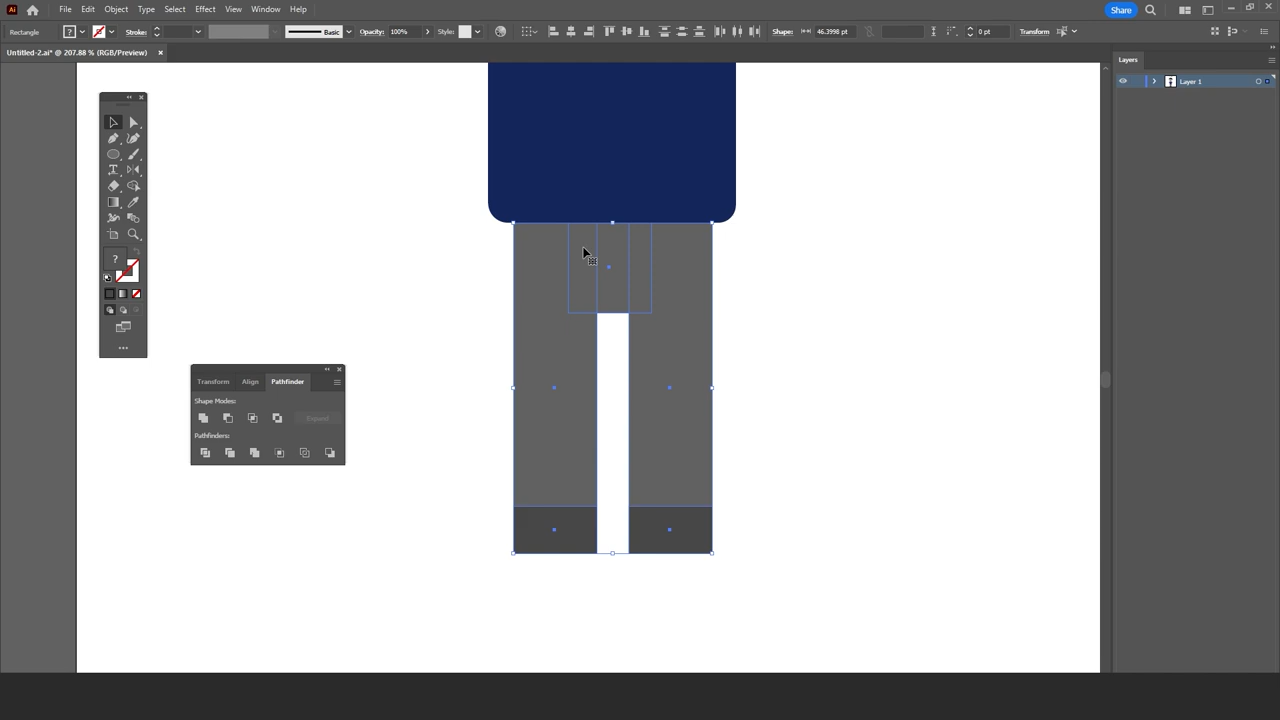 Ai File Edit Object Type Select Effect View Window Help Share
Rectangle ? Stroke: Basic Opacity: 100% Style: Shape: 46.3998 pt 0 pt Transform
Untitled-2.ai* @ 207.88 % (RGB/Preview)
Layers
Layer 1
T
?
Transform Align Pathfinder
Shape Modes:
Expand
Pathfinders: